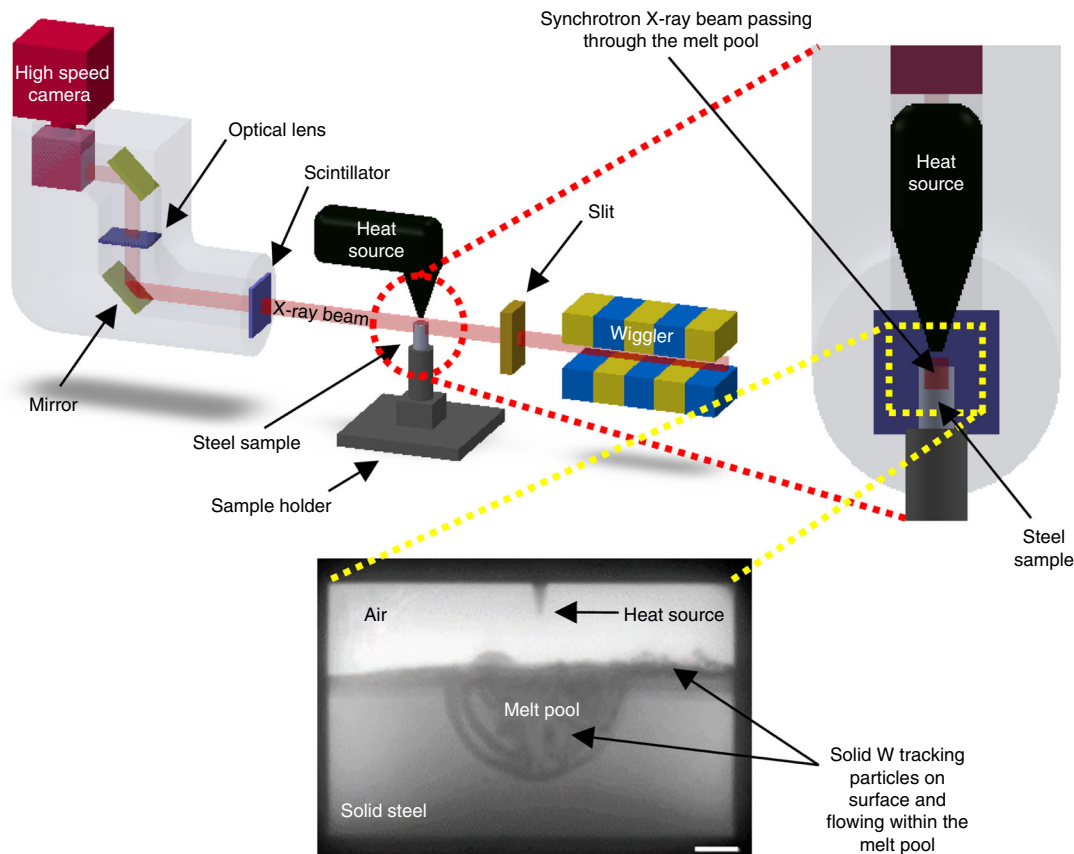 Synchrotron X-ray beam passing
through the melt pool
High speed
camera
Optical lens
Scintillator
Heat
source
Slit
Heat
source
X-ray beam
Wiggler
Mirror
Steel sample
Sample holder
Steel
sample
Air
Heat source
Melt pool
Solid steel
Solid W tracking
particles on
surface and
flowing within the
melt pool